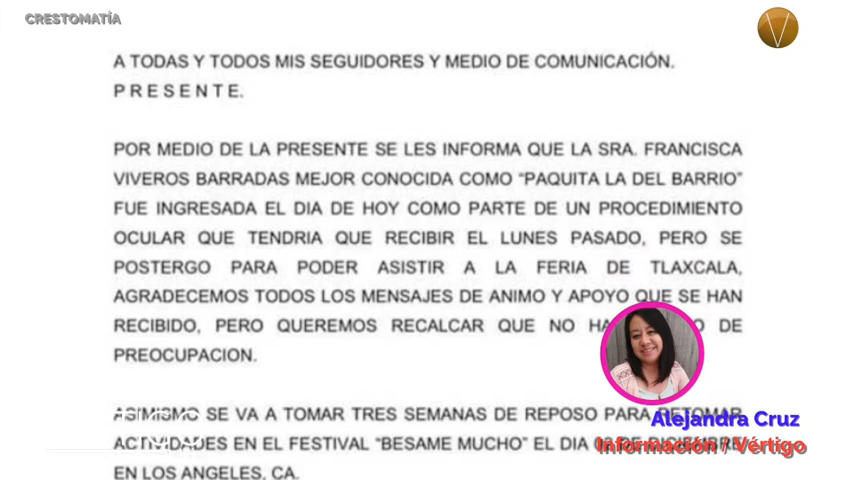 CRESTOMATÍA
V
A TODAS Y TODOS MIS SEGUIDORES Y MEDIO DE COMUNICACIÓN.
P R E S E N T E.
POR MEDIO DE LA PRESENTE SE LES INFORMA QUE LA SRA. FRANCISCA
VIVEROS BARRADAS MEJOR CONOCIDA COMO “PAQUITA LA DEL BARRIO”
FUE INGRESADA EL DIA DE HOY COMO PARTE DE UN PROCEDIMIENTO
OCULAR QUE TENDRIA QUE RECIBIR EL LUNES PASADO, PERO SE
POSTERGO PARA PODER ASISTIR A LA FERIA DE TLAXCALA,
AGRADECEMOS TODOS LOS MENSAJES DE ANIMO Y APOYO QUE SE HAN
RECIBIDO, PERO QUEREMOS RECALCAR QUE NO DE
PREOCUPACION.
ASIMISMO SE VA A TOMAR TRES SEMANAS DE REPOSO PARA RETOMAR
ACTIVIDADES EN EL FESTIVAL “BESAME MUCHO” EL DIA DE
EN LOS ANGELES, CA.
Alejandra Cruz
Información / Vértigo